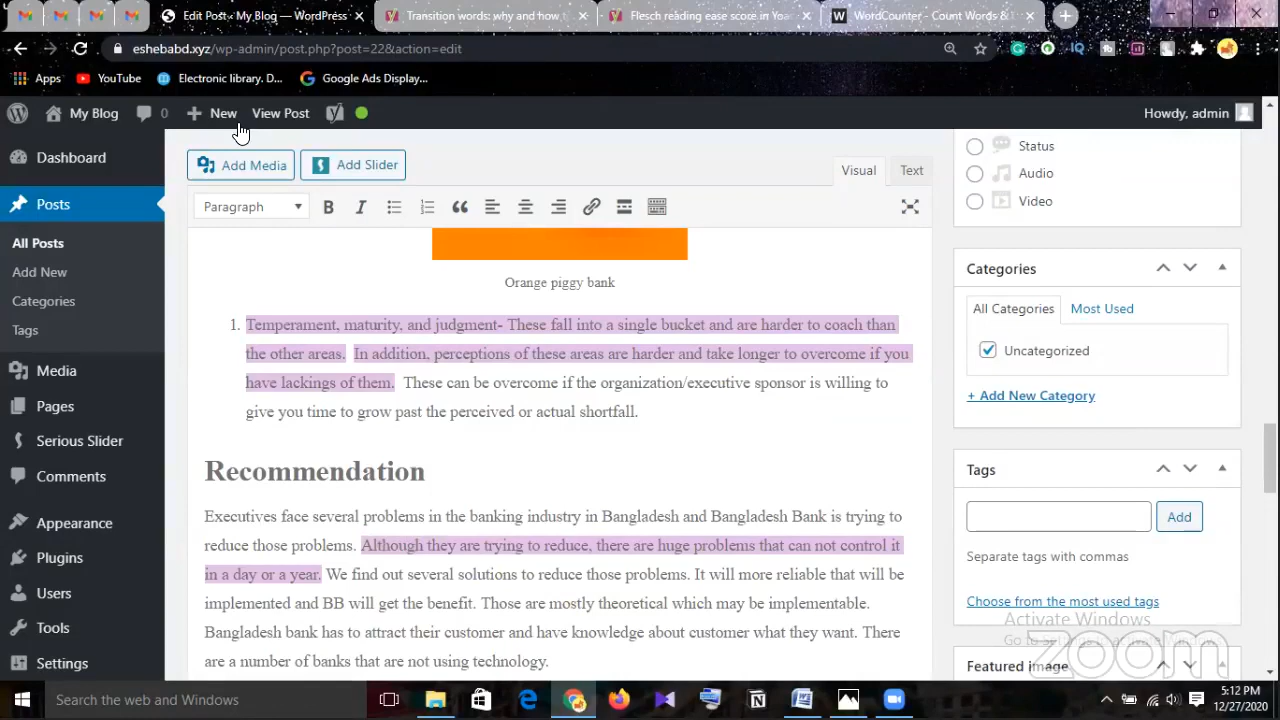 Edit Post ‹ My Blog — WordPress
Transition words: why and how t
Flesch reading ease score in Yoa
WordCounter - Count Words &
eshebabd.xyz/wp-admin/post.php?post=22&action=edit
Apps
YouTube
Electronic library. D...
Google Ads Display...
My Blog
0
New
View Post
Howdy, admin
Dashboard
Posts
All Posts
Add New
Categories
Tags
Media
Pages
Serious Slider
Comments
Appearance
Plugins
Users
Tools
Settings
Add Media
Add Slider
Visual
Text
Paragraph
B
I
Orange piggy bank
1. Temperament, maturity, and judgment- These fall into a single bucket and are harder to coach than
the other areas. In addition, perceptions of these areas are harder and take longer to overcome if you
have lackings of them. These can be overcome if the organization/executive sponsor is willing to
give you time to grow past the perceived or actual shortfall.
Recommendation
Executives face several problems in the banking industry in Bangladesh and Bangladesh Bank is trying to
reduce those problems. Although they are trying to reduce, there are huge problems that can not control it
in a day or a year. We find out several solutions to reduce those problems. It will more reliable that will be
implemented and BB will get the benefit. Those are mostly theoretical which may be implementable.
Bangladesh bank has to attract their customer and have knowledge about customer what they want. There
are a number of banks that are not using technology.
Status
Audio
Video
Categories
All Categories
Most Used
Uncategorized
+ Add New Category
Tags
Add
Separate tags with commas
Choose from the most used tags
Activate Windows
Go to Settings to activate Windows.
Featured image
zoom
Search the web and Windows
5:12 PM
12/27/2020